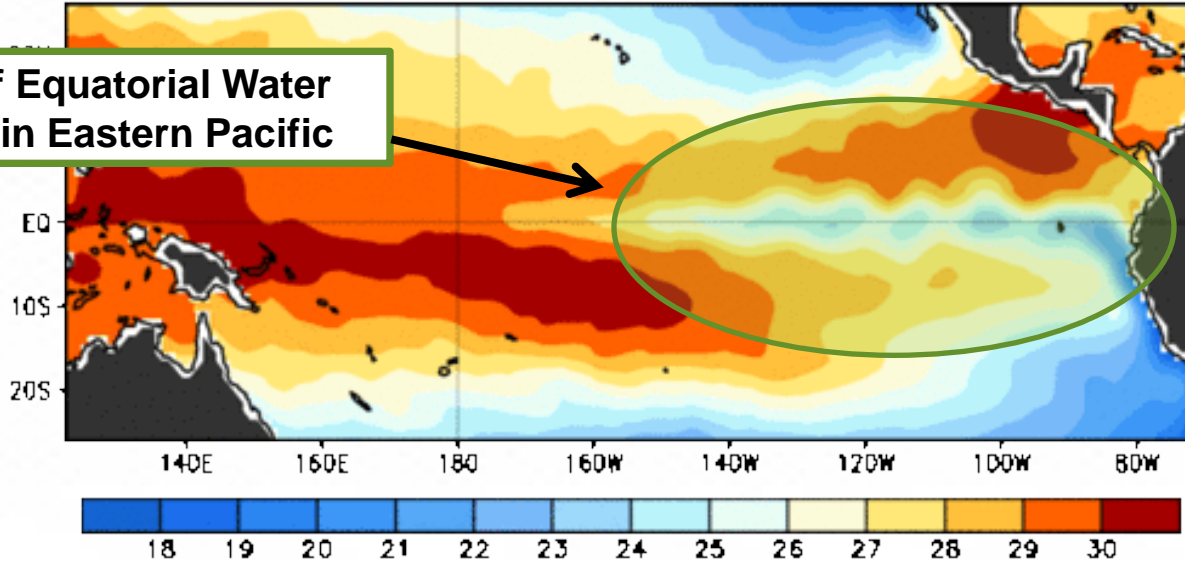 f Equatorial Water
in Eastern Pacific
EQ
10S
20S
140E 160E 180 160W 140W 120W 100W 80W
18 19 20 21 22 23 24 25 26 27 28 29 30